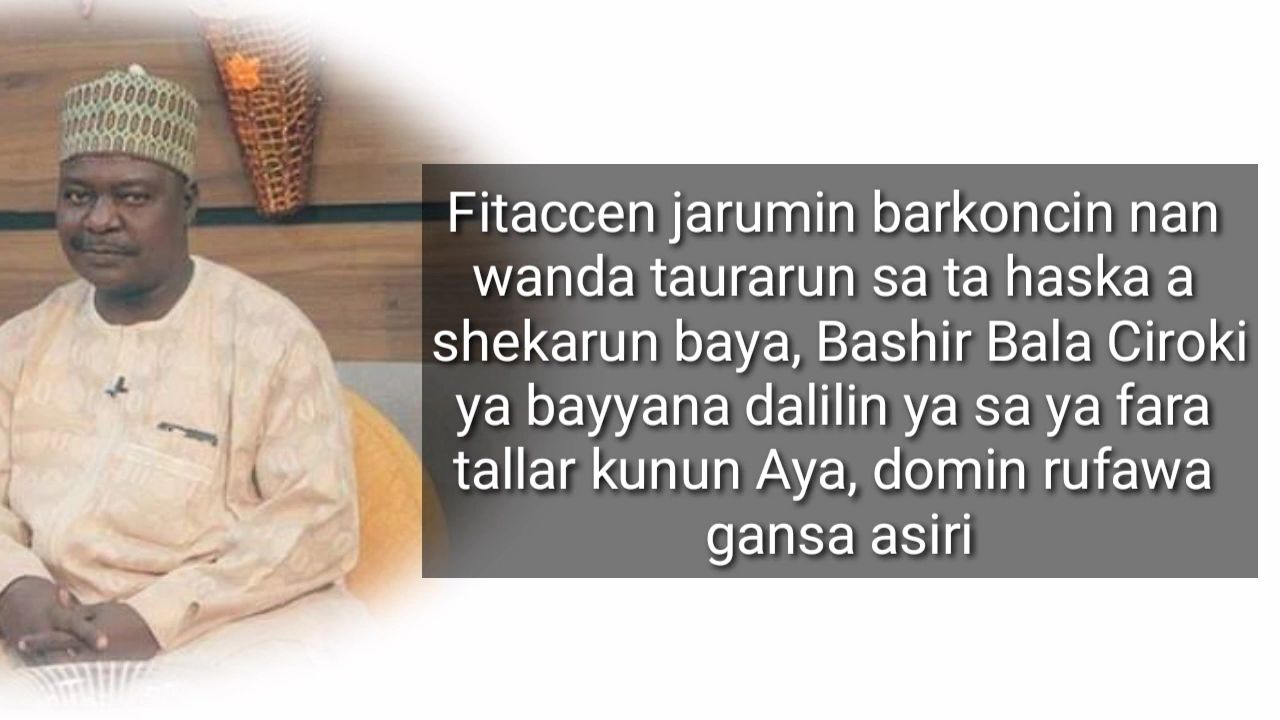 Fitaccen jarumin barkoncin nan
wanda taurarun sa ta haska a
shekarun baya, Bashir Bala Ciroki
ya bayyana dalilin ya sa ya fara
tallar kunun Aya, domin rufawa
gansa asiri